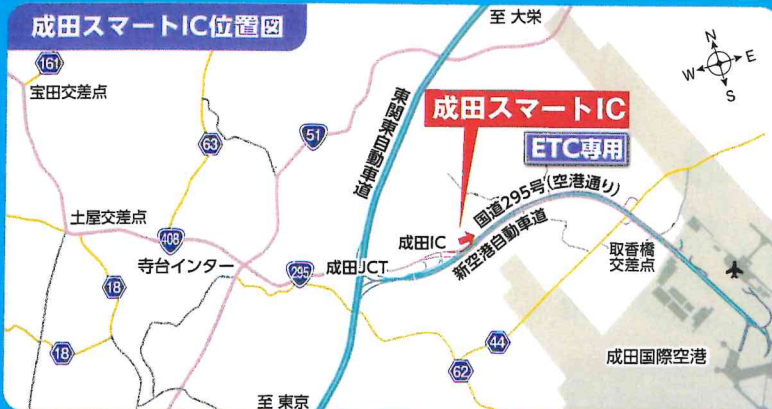 成田スマートIC位置図
至 大栄
N
W
E
S
161
宝田交差点
63
51
東関東自動車道
成田スマートIC
ETC専用
土屋交差点
408
寺台インター
国道295号(空港通り)
成田IC
新空港自動車道
295
成田JCT
取香橋
交差点
18
18
44
62
成田国際空港
至 東京